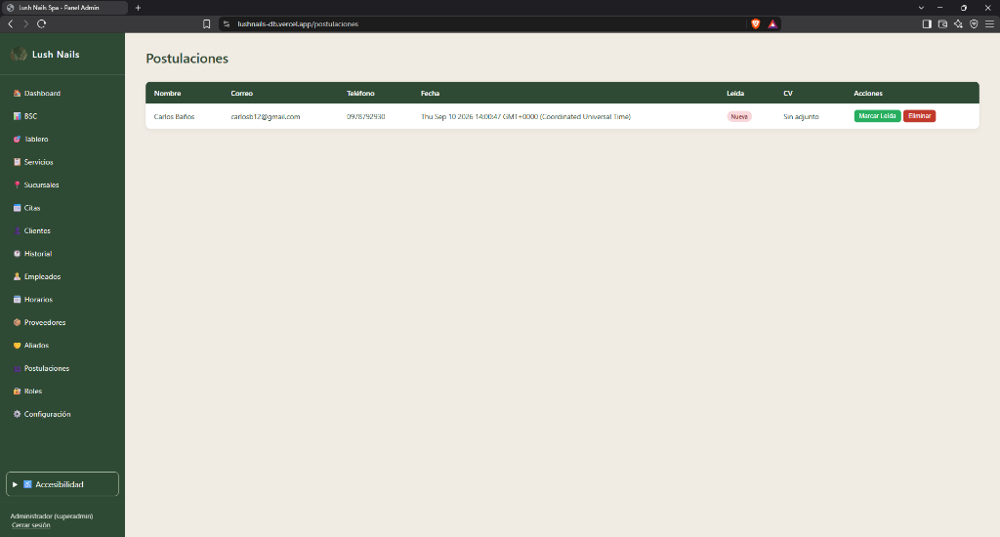 Lush Nails Spa - Panel Admin
lushnails-db.vercel.app/postulaciones
Lush Nails
Dashboard
BSC
Tablero
Servicios
Sucursales
Citas
Clientes
Historial
Empleados
Horarios
Proveedores
Aliados
Postulaciones
Roles
Configuración
Accesibilidad
Administrador (superadmin)
Cerrar sesión
Postulaciones
Nombre Correo Teléfono Fecha Leída CV Acciones
Carlos Baños carlosb12@gmail.com 0978792930 Thu Sep 10 2026 14:00:47 GMT+0000 (Coordinated Universal Time) Nueva Sin adjunto Marcar Leída Eliminar